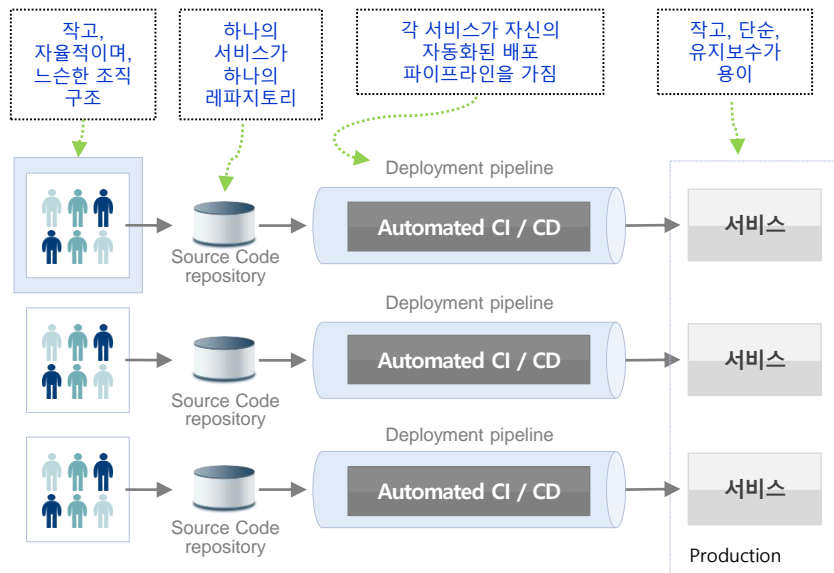 작고,
자율적이며,
느슨한 조직
구조
하나의
서비스가
하나의
레파지토리
각 서비스가 자신의
자동화된 배포
파이프라인을 가짐
작고, 단순,
유지보수가
용이
Deployment pipeline
Automated CI / CD
서비스
Source Code
repository
Deployment pipeline
Automated CI / CD
서비스
Source Code
repository
Deployment pipeline
Automated CI / CD
서비스
Source Code
repository
Production